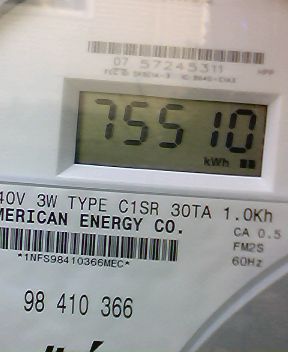 07 57245311
HPP
75510
kWh
40V 3W TYPE C1SR 30TA 1.0Kh
MERICAN ENERGY CO.
CA 0.5
FM2S
*1NFS98410366MEC*
60Hz
98 410 366